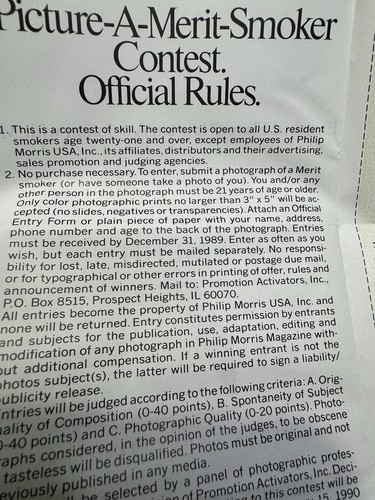 Picture-A-Merit-Smoker
Contest.
Official Rules.
1. This is a contest of skill. The contest is open to all U.S. resident
smokers age twenty-one and over, except employees of Philip
Morris USA, Inc., its affiliates, distributors and their advertising,
sales promotion and judging agencies.
2. No purchase necessary. To enter, submit a photograph of a Merit
smoker (or have someone take a photo of you). You and/or any
other person in the photograph must be 21 years of age or older.
Only color photographic prints no larger than 3" x 5" will be ac-
cepted (no slides, negatives or transparencies). Attach an Official
Entry Form or plain piece of paper with your name, address,
phone number and age to the back of the photograph. Entries
must be received by December 31, 1989. Enter as often as you
wish, but each entry must be mailed separately. No responsi-
bility for lost, late, misdirected, mutilated or postage due mail,
or for typographical or other errors in printing of offer, rules and
announcement of winners. Mail to: Promotion Activators, Inc.,
P.O. Box 8515, Prospect Heights, IL 60070.
All entries become the property of Philip Morris USA, Inc. and
none will be returned. Entry constitutes permission by entrants
and subjects for the publication, use, adaptation, editing and
modification of any photograph in Philip Morris Magazine with-
out additional compensation. If a winning entrant is not the
photos subject(s), the latter will be required to sign a liability/
publicity release.
Entries will be judged according to the following criteria: A. Orig-
ality of Composition (0-40 points), B. Spontaneity of Subject
0-40 points) and C. Photographic Quality (0-20 points). Photo-
raphs considered, in the opinion of the judges, to be obscene
tasteless will be disqualified. Photos must be original and not
eviously published in any media.
will be selected by a panel of photographic profes-
sion of Promotion Activators, Inc. Deci-
ng to this contest will be
15, 1990